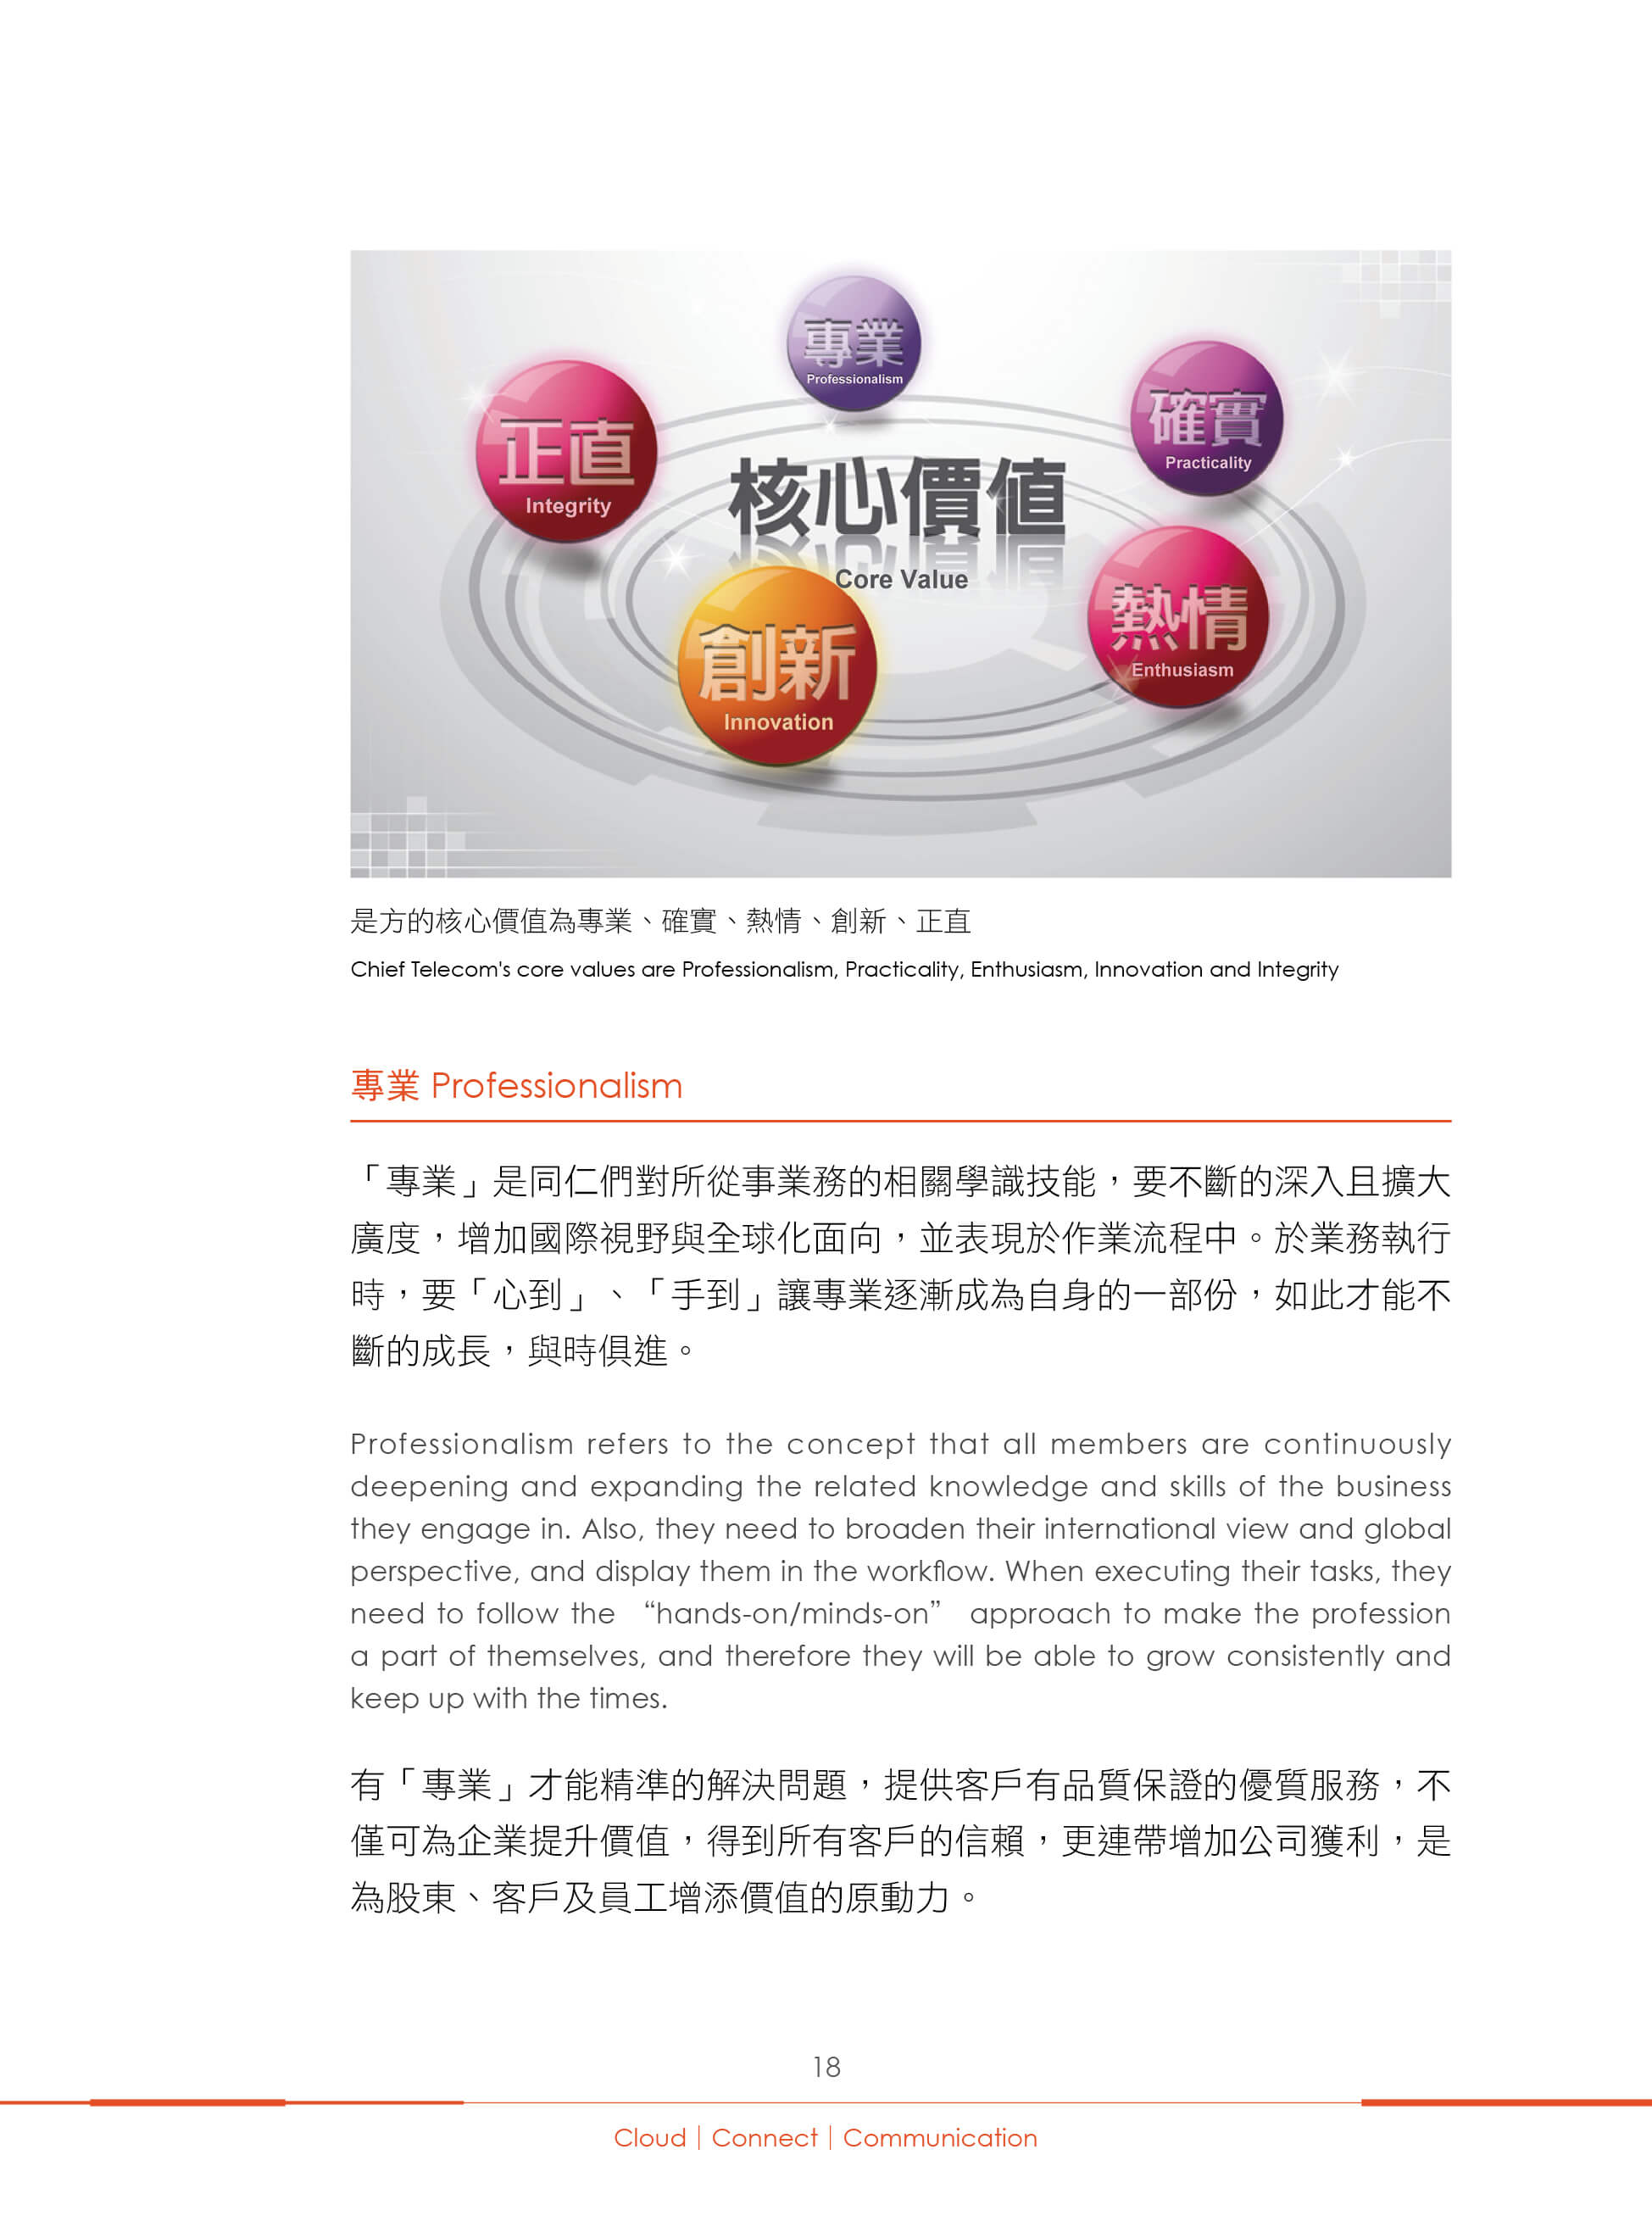 專業
Professionalism
正直
Integrity
確實
Practicality
核心價值
Core Value
創新
Innovation
熱情
Enthusiasm
是方的核心價值為專業、確實、熱情、創新、正直
Chief Telecom's core values are Professionalism, Practicality, Enthusiasm, Innovation and Integrity
專業 Professionalism
「專業」是同仁們對所從事業務的相關學識技能，要不斷的深入且擴大
廣度，增加國際視野與全球化面向，並表現於作業流程中。於業務執行
時，要「心到」、「手到」讓專業逐漸成為自身的一部份，如此才能不
斷的成長，與時俱進。
Professionalism refers to the concept that all members are continuously
deepening and expanding the related knowledge and skills of the business
they engage in. Also, they need to broaden their international view and global
perspective, and display them in the workflow. When executing their tasks, they
need to follow the “hands-on/minds-on” approach to make the profession
a part of themselves, and therefore they will be able to grow consistently and
keep up with the times.
有「專業」才能精準的解決問題，提供客戶有品質保證的優質服務，不
僅可為企業提升價值，得到所有客戶的信賴，更連帶增加公司獲利，是
為股東、客戶及員工增添價值的原動力。
18
Cloud｜Connect｜Communication